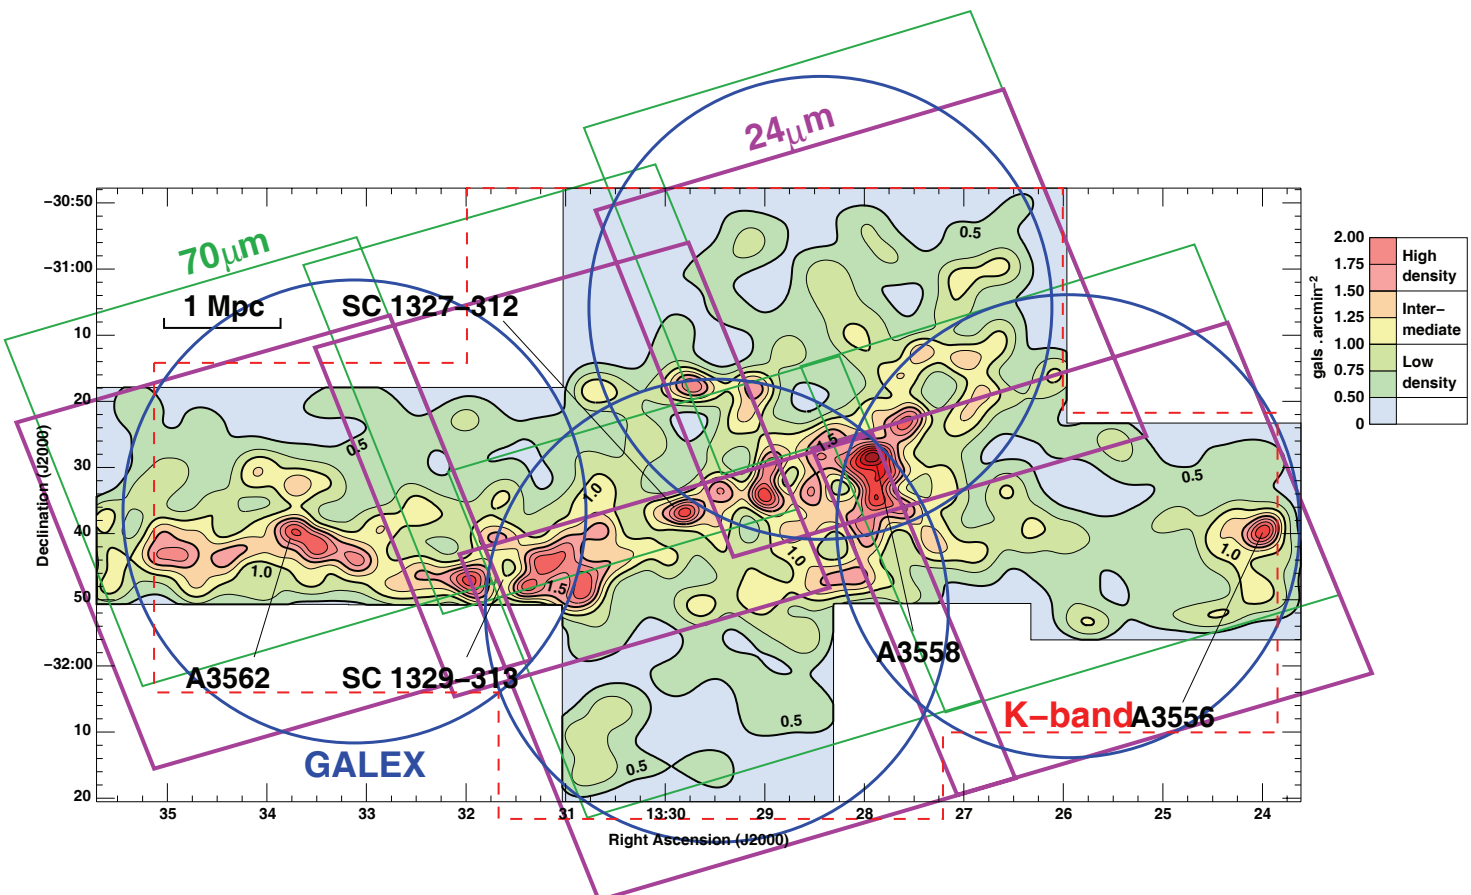 24μm
70μm
1 Mpc
SC 1327−312
−30:50
−31:00
10
20
30
40
50
−32:00
10
20
Declination (J2000)
0.5
0.5
0.5
1.0
1.0
1.0
1.0
1.5
1.5
0.5
0.5
A3562
SC 1329−313
A3558
A3556
K−band
GALEX
35
34
33
32
31
13:30
29
28
27
26
25
24
Right Ascension (J2000)
gals .arcmin−2
2.00
1.75
1.50
1.25
1.00
0.75
0.50
0
High
density
Inter−
mediate
Low
density